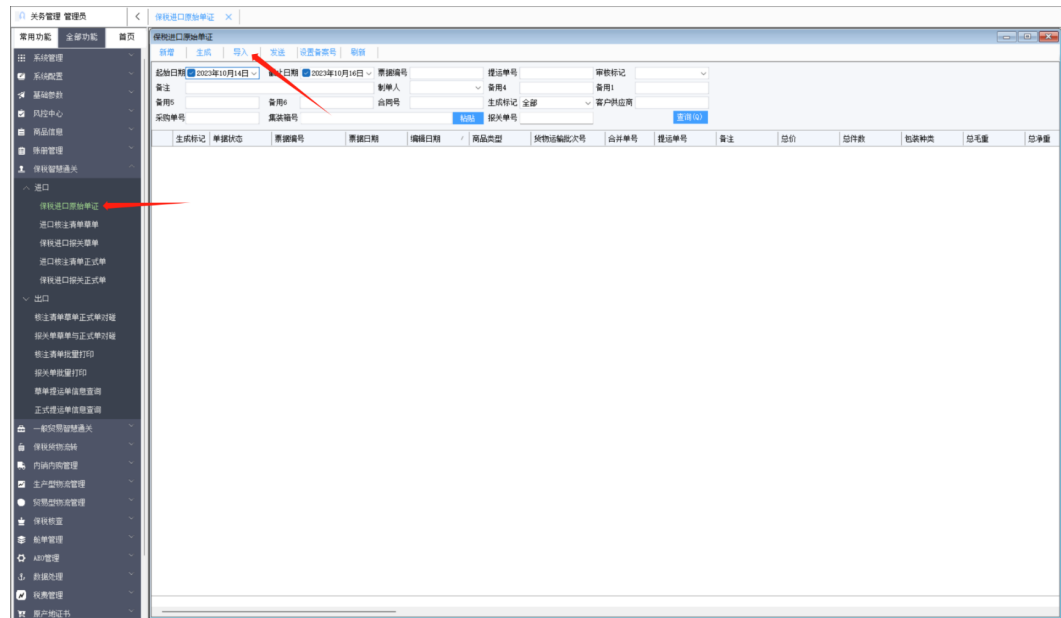 关务管理 管理员
保税进口原始单证
常用功能 全部功能 首页
保税进口原始单证
新增 生成 导入 发送 设置备案号 刷新
起始日期 2023年10月14日 截止日期 2023年10月16日 票据编号 提运单号 审核标记
备注 制单人 备用4 备用1
备用5 备用6 合同号 生成标记 全部 客户供应商
采购单号 集装箱号 粘贴 报关单号 查询(Q)
生成标记 单据状态 票据编号 票据日期 编辑日期 商品类型 货物运输批次号 合并单号 提运单号 备注 总价 总件数 包装种类 总毛重 总净重
系统管理
系统配置
基础参数
风控中心
商品信息
账册管理
保税智慧通关
进口
保税进口原始单证
进口核注清单草单
保税进口报关草单
进口核注清单正式单
保税进口报关正式单
出口
核注清单草单正式单对碰
报关单草单与正式单对碰
核注清单批量打印
报关单批量打印
草单提运单信息查询
正式提运单信息查询
一般贸易智慧通关
保税货物流转
内销内购管理
生产型物流管理
贸易型物流管理
保税核查
舱单管理
AEO管理
数据处理
税费管理
原产地证书